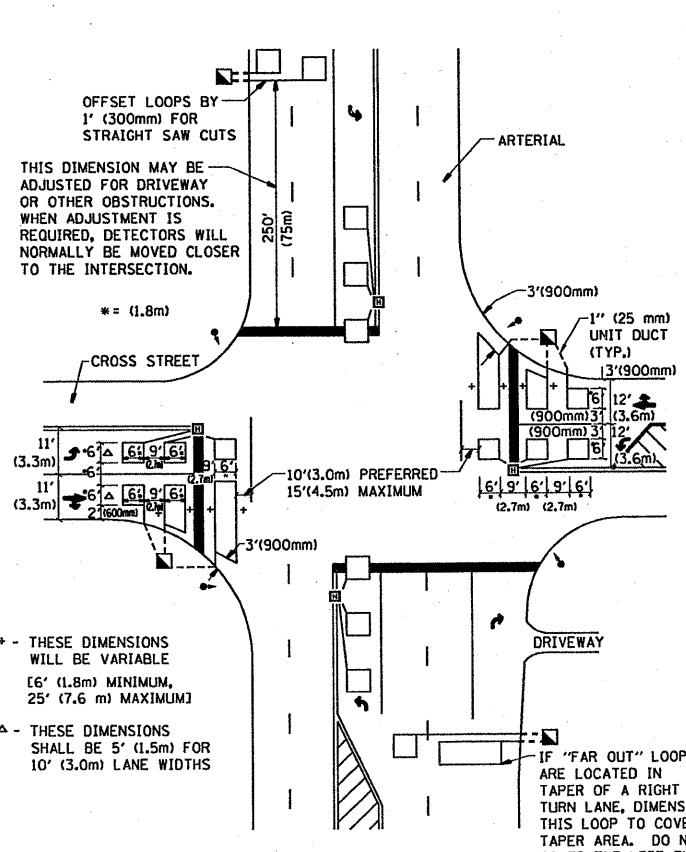 OFFSET LOOPS BY
1' (300mm) FOR
STRAIGHT SAW CUTS
THIS DIMENSION MAY BE
ADJUSTED FOR DRIVEWAY
OR OTHER OBSTRUCTIONS.
WHEN ADJUSTMENT IS
REQUIRED, DETECTORS WILL
NORMALLY BE MOVED CLOSER
TO THE INTERSECTION.
* = (1.8m)
250'
(75m)
ARTERIAL
3'(900mm)
1'' (25 mm)
UNIT DUCT
(TYP.)
3'(900mm)
CROSS STREET
H
*6
12'
(3.6m)
(900mm) 3'
(900mm) 3'
12'
*6
(3.6m)
H
6' 9' 6' 9' 6'
* * *
(2.7m) (2.7m)
H
11'
(3.3m)
*6'
△
6' 9' 6'
(2.7m)
*6
9' 6'
(2.7m) *
11'
(3.3m)
*6'
△
6' 9' 6'
(2.7m)
2'
(600mm)
10'(3.0m) PREFERRED
15'(4.5m) MAXIMUM
3'(900mm)
H
DRIVEWAY
+ - THESE DIMENSIONS
WILL BE VARIABLE
[6' (1.8m) MINIMUM,
25' (7.6 m) MAXIMUM]
△ - THESE DIMENSIONS
SHALL BE 5' (1.5m) FOR
10' (3.0m) LANE WIDTHS
IF "FAR OUT" LOOP
ARE LOCATED IN
TAPER OF A RIGHT
TURN LANE, DIMENS
THIS LOOP TO COVE
TAPER AREA. DO N